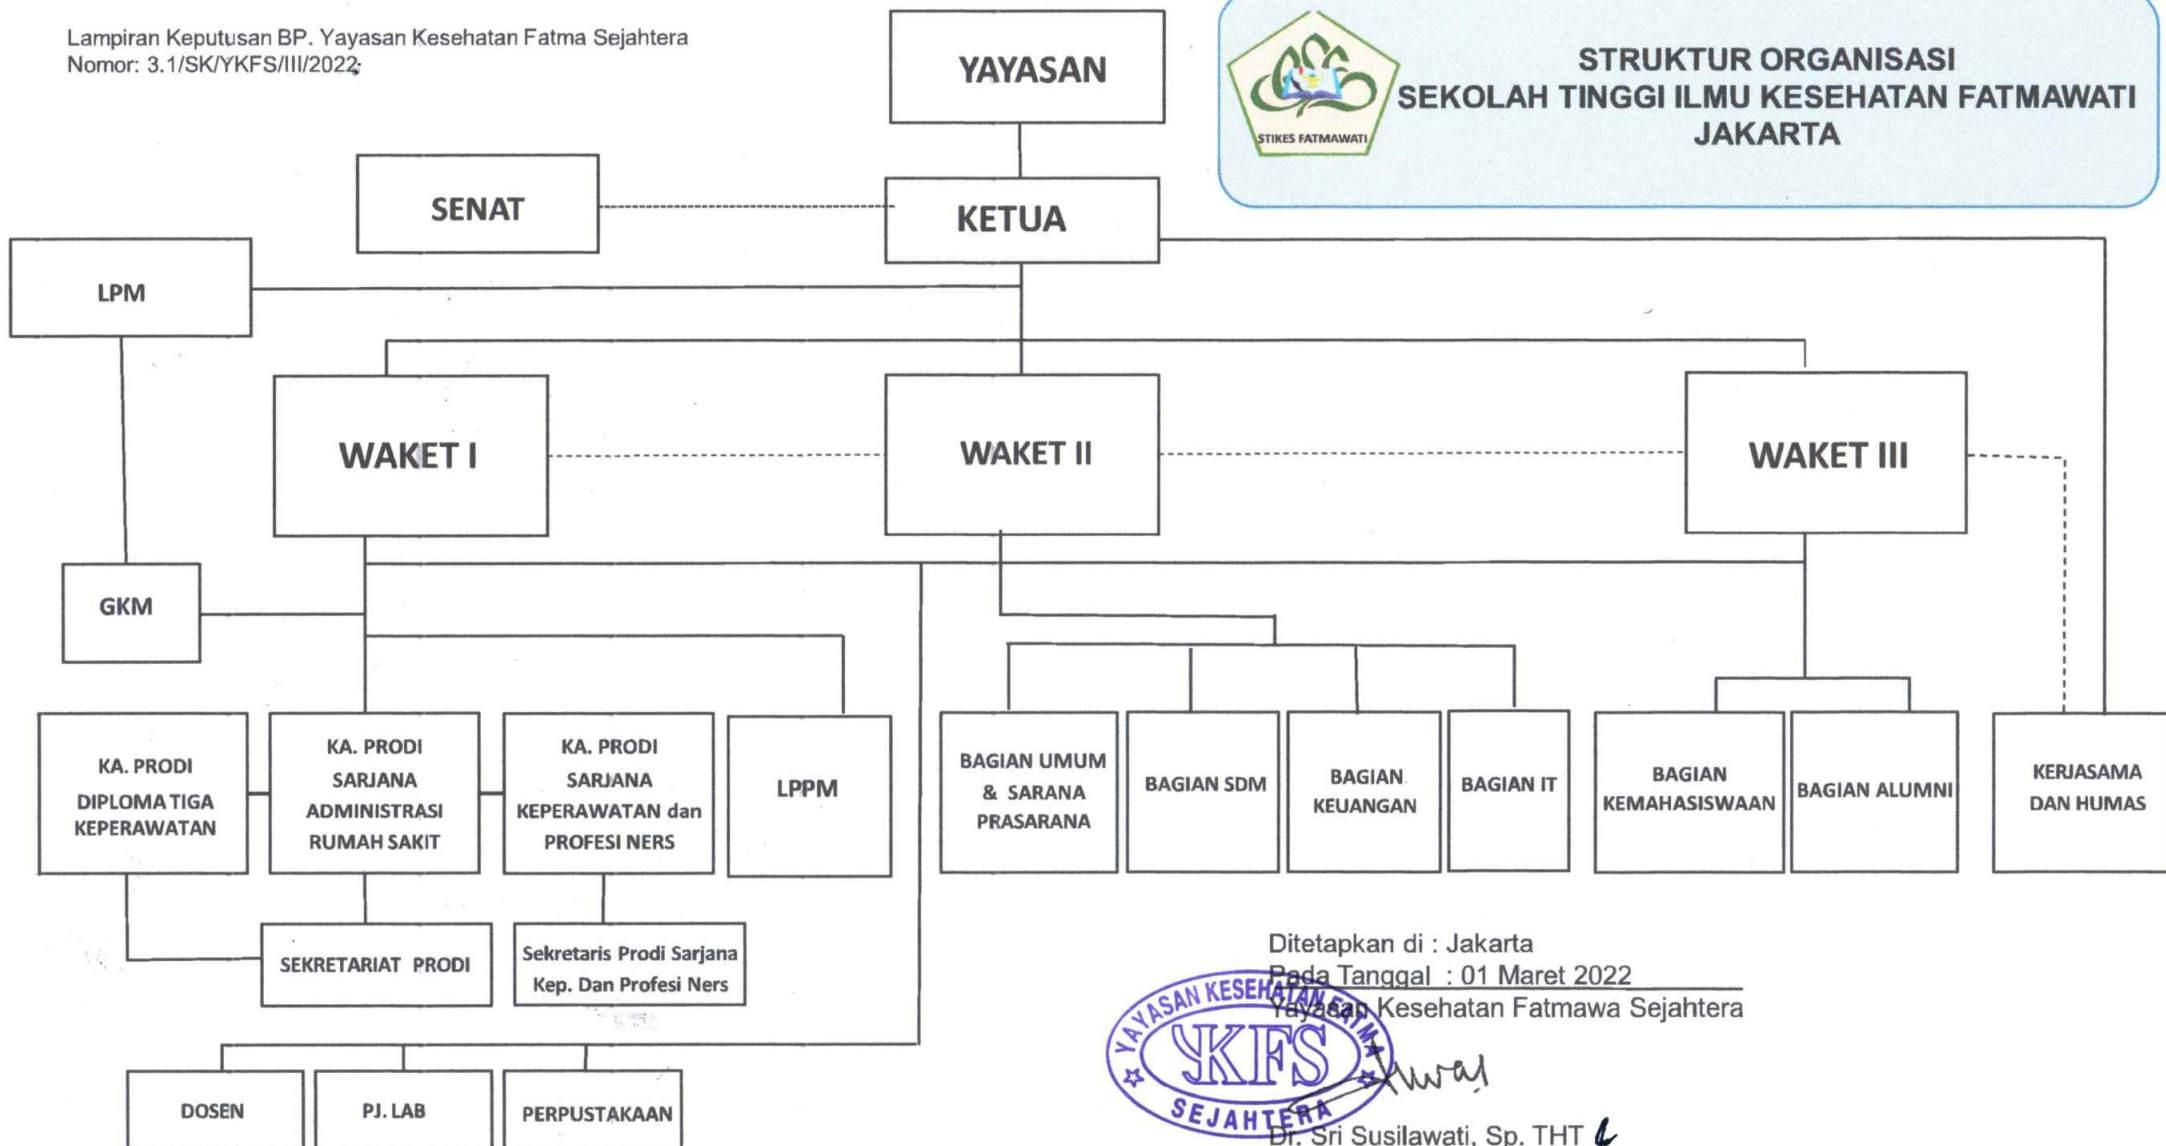 Lampiran Keputusan BP. Yayasan Kesehatan Fatma Sejahtera
Nomor: 3.1/SK/YKFS/III/2022
STRUKTUR ORGANISASI
SEKOLAH TINGGI ILMU KESEHATAN FATMAWATI
JAKARTA
STIKES FATMAWATI
YAYASAN
SENAT
KETUA
LPM
WAKET I
WAKET II
WAKET III
GKM
KA. PRODI
DIPLOMA TIGA
KEPERAWATAN
KA. PRODI
SARJANA
ADMINISTRASI
RUMAH SAKIT
KA. PRODI
SARJANA
KEPERAWATAN dan
PROFESI NERS
LPPM
BAGIAN UMUM
& SARANA
PRASARANA
BAGIAN SDM
BAGIAN
KEUANGAN
BAGIAN IT
BAGIAN
KEMAHASISWAAN
BAGIAN ALUMNI
KERJASAMA
DAN HUMAS
SEKRETARIAT PRODI
Sekretaris Prodi Sarjana
Kep. Dan Profesi Ners
DOSEN
PJ. LAB
PERPUSTAKAAN
Ditetapkan di : Jakarta
Pada Tanggal : 01 Maret 2022
Yayasan Kesehatan Fatmawa Sejahtera
YAYASAN KESEHATAN FATMA
YKFS
SEJAHTERA
Dr. Sri Susilawati, Sp. THT